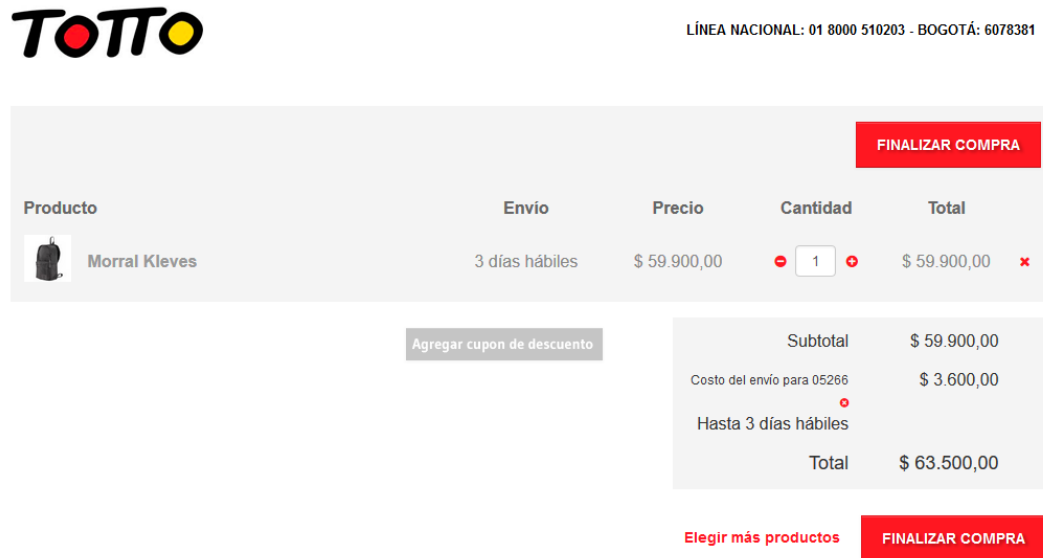 TOTTO
LÍNEA NACIONAL: 01 8000 510203 - BOGOTÁ: 6078381
FINALIZAR COMPRA
Producto Envío Precio Cantidad Total
Morral Kleves 3 días hábiles $ 59.900,00 1 $ 59.900,00
Agregar cupon de descuento
Subtotal $ 59.900,00
Costo del envío para 05266 $ 3.600,00
Hasta 3 días hábiles
Total $ 63.500,00
Elegir más productos FINALIZAR COMPRA